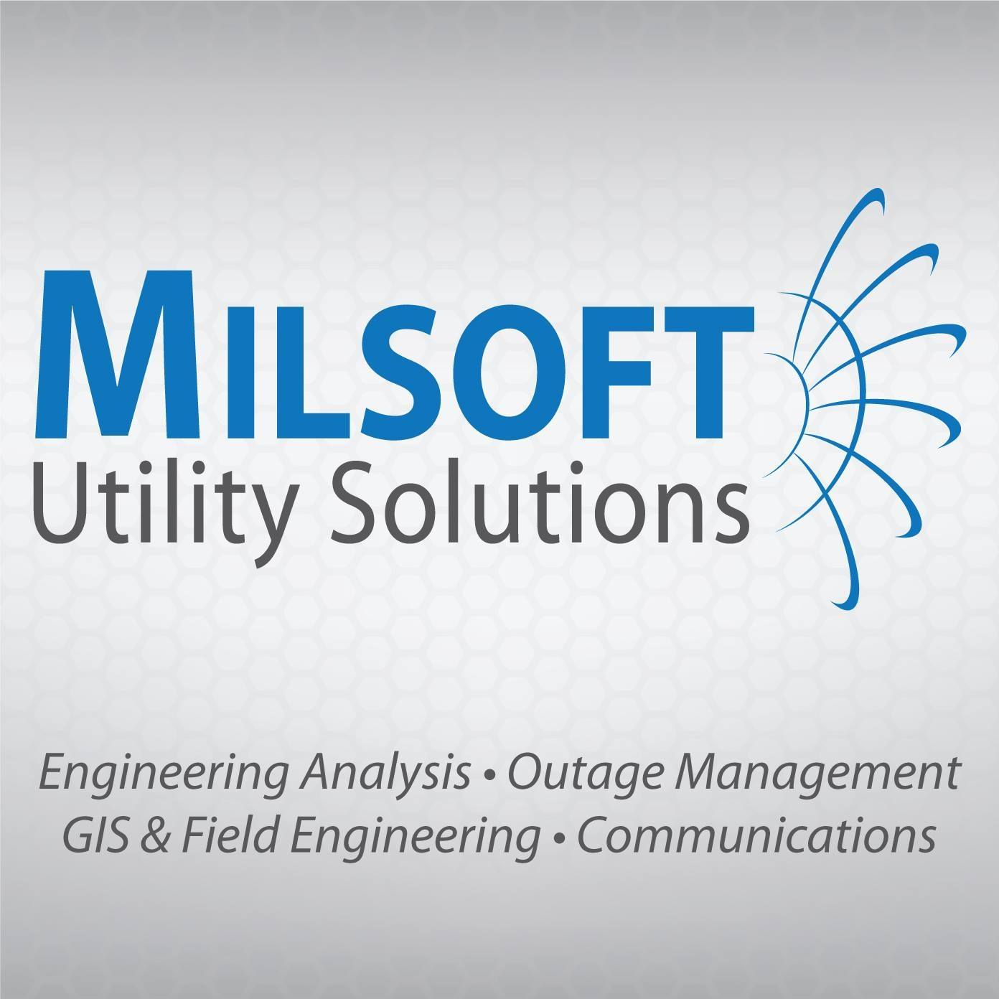 MILSOFT
Utility Solutions
Engineering Analysis • Outage Management
GIS & Field Engineering • Communications